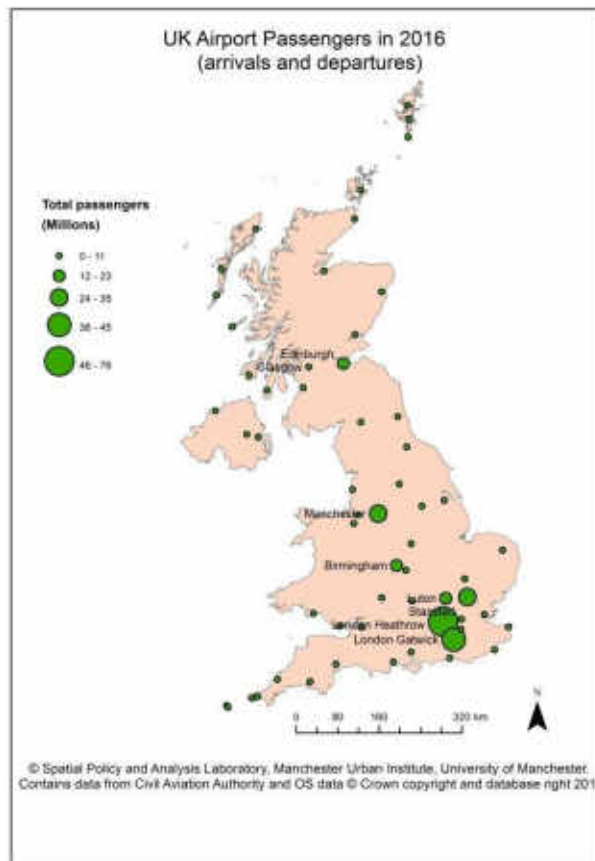 UK Airport Passengers in 2016
(arrivals and departures)
Total passengers
(Millions)
0 - 11
12 - 23
24 - 35
36 - 45
46 - 76
Edinburgh
Glasgow
Manchester
Birmingham
Luton
Stansted
London Heathrow
London Gatwick
N
0 80 160 320 km
© Spatial Policy and Analysis Laboratory, Manchester Urban Institute, University of Manchester.
Contains data from Civil Aviation Authority and OS data © Crown copyright and database right 201